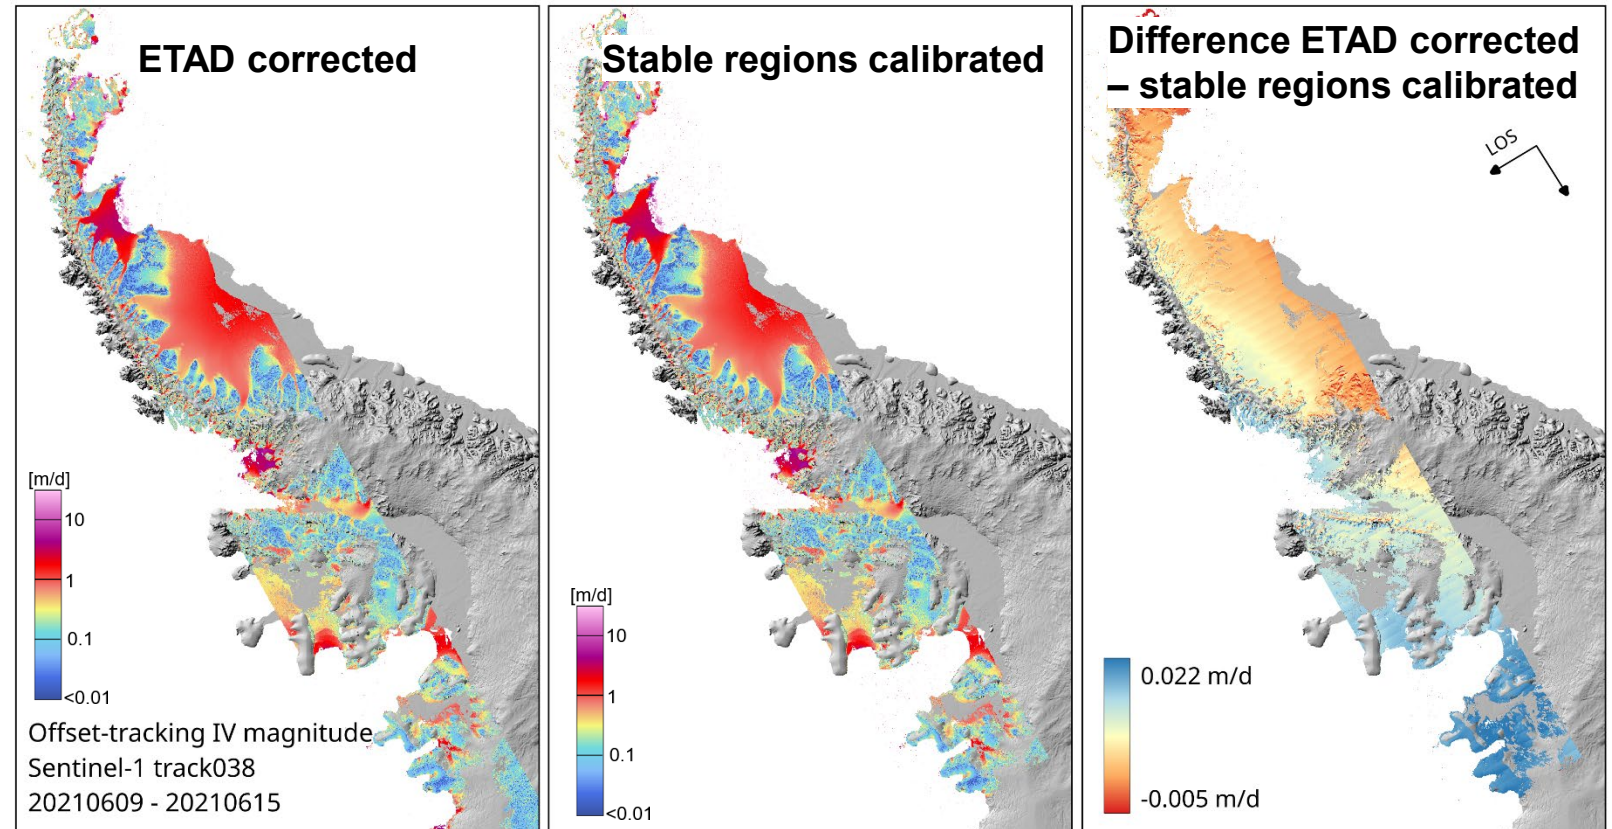 ETAD corrected
[m/d]
10
1
0.1
<0.01
Offset-tracking IV magnitude
Sentinel-1 track038
20210609 - 20210615
Stable regions calibrated
[m/d]
10
1
0.1
<0.01
Difference ETAD corrected
– stable regions calibrated
LOS
0.022 m/d
-0.005 m/d